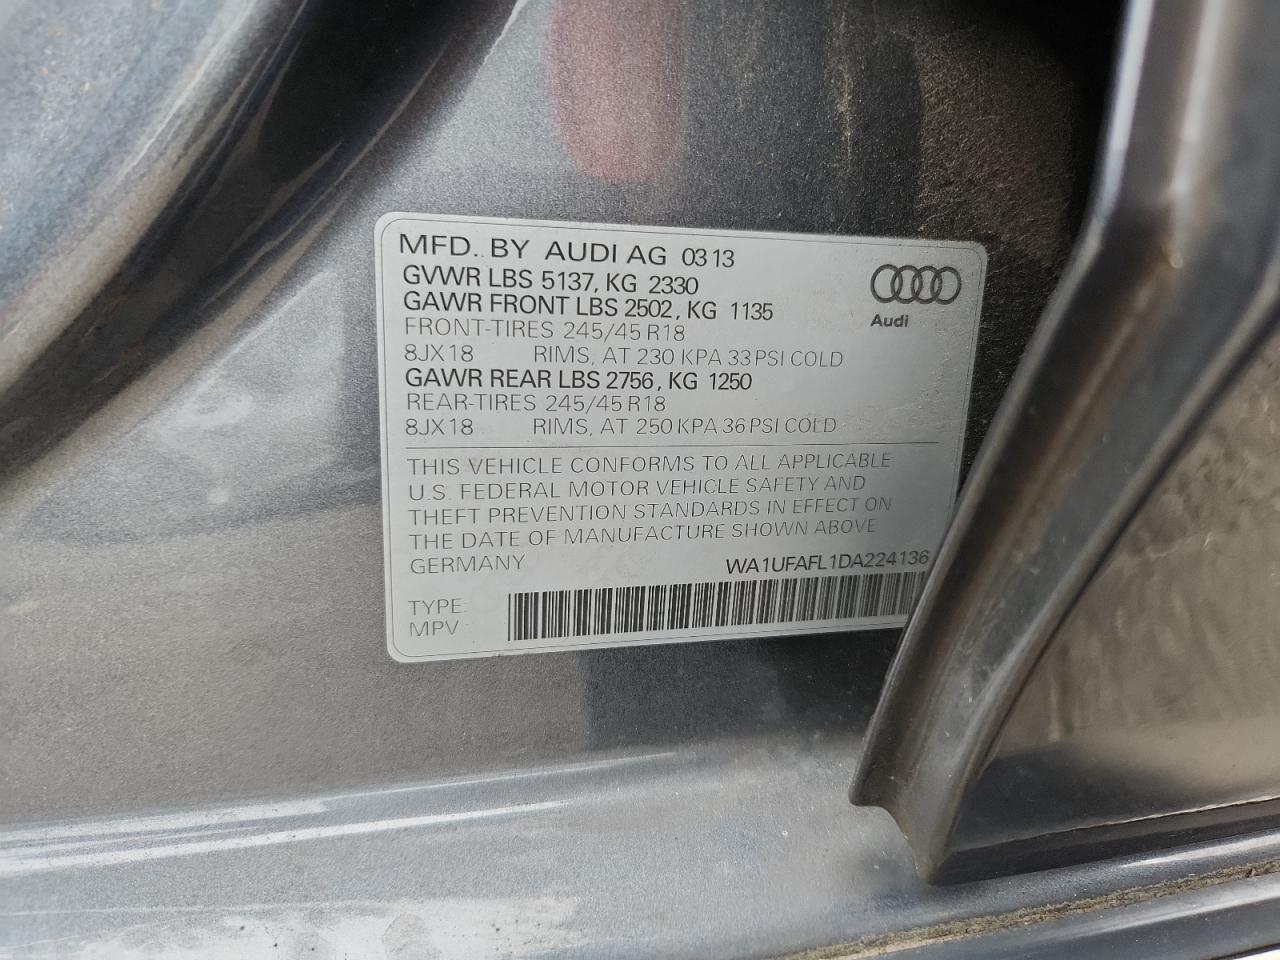 MFD. BY AUDI AG 0313
GVWR LBS 5137, KG 2330
GAWR FRONT LBS 2502, KG 1135
FRONT-TIRES 245/45 R18
8JX18 RIMS, AT 230 KPA 33 PSI COLD
GAWR REAR LBS 2756, KG 1250
REAR-TIRES 245/45 R18
8JX18 RIMS, AT 250 KPA 36 PSI COLD
Audi
THIS VEHICLE CONFORMS TO ALL APPLICABLE
U.S. FEDERAL MOTOR VEHICLE SAFETY AND
THEFT PREVENTION STANDARDS IN EFFECT ON
THE DATE OF MANUFACTURE SHOWN ABOVE
GERMANY WA1UFAFL1DA224136
TYPE:
MPV